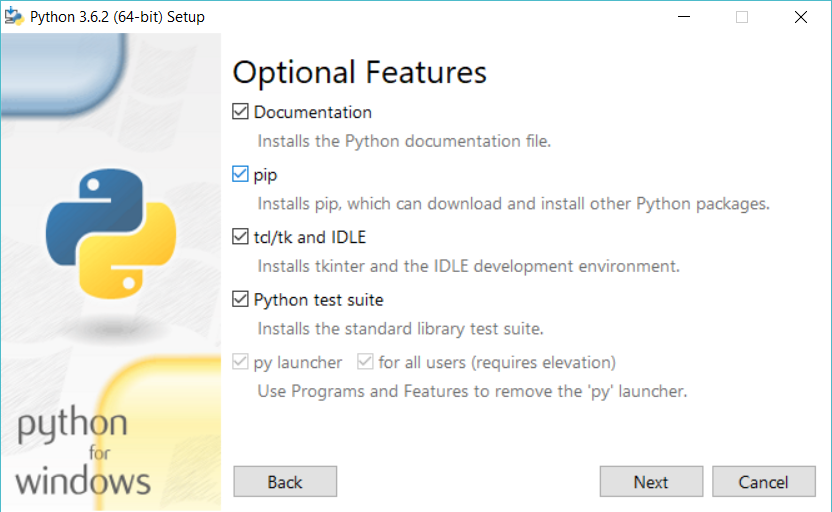 Python 3.6.2 (64-bit) Setup
Optional Features
Documentation
Installs the Python documentation file.
pip
Installs pip, which can download and install other Python packages.
tcl/tk and IDLE
Installs tkinter and the IDLE development environment.
Python test suite
Installs the standard library test suite.
py launcher for all users (requires elevation)
Use Programs and Features to remove the 'py' launcher.
python
for
windows
Back Next Cancel